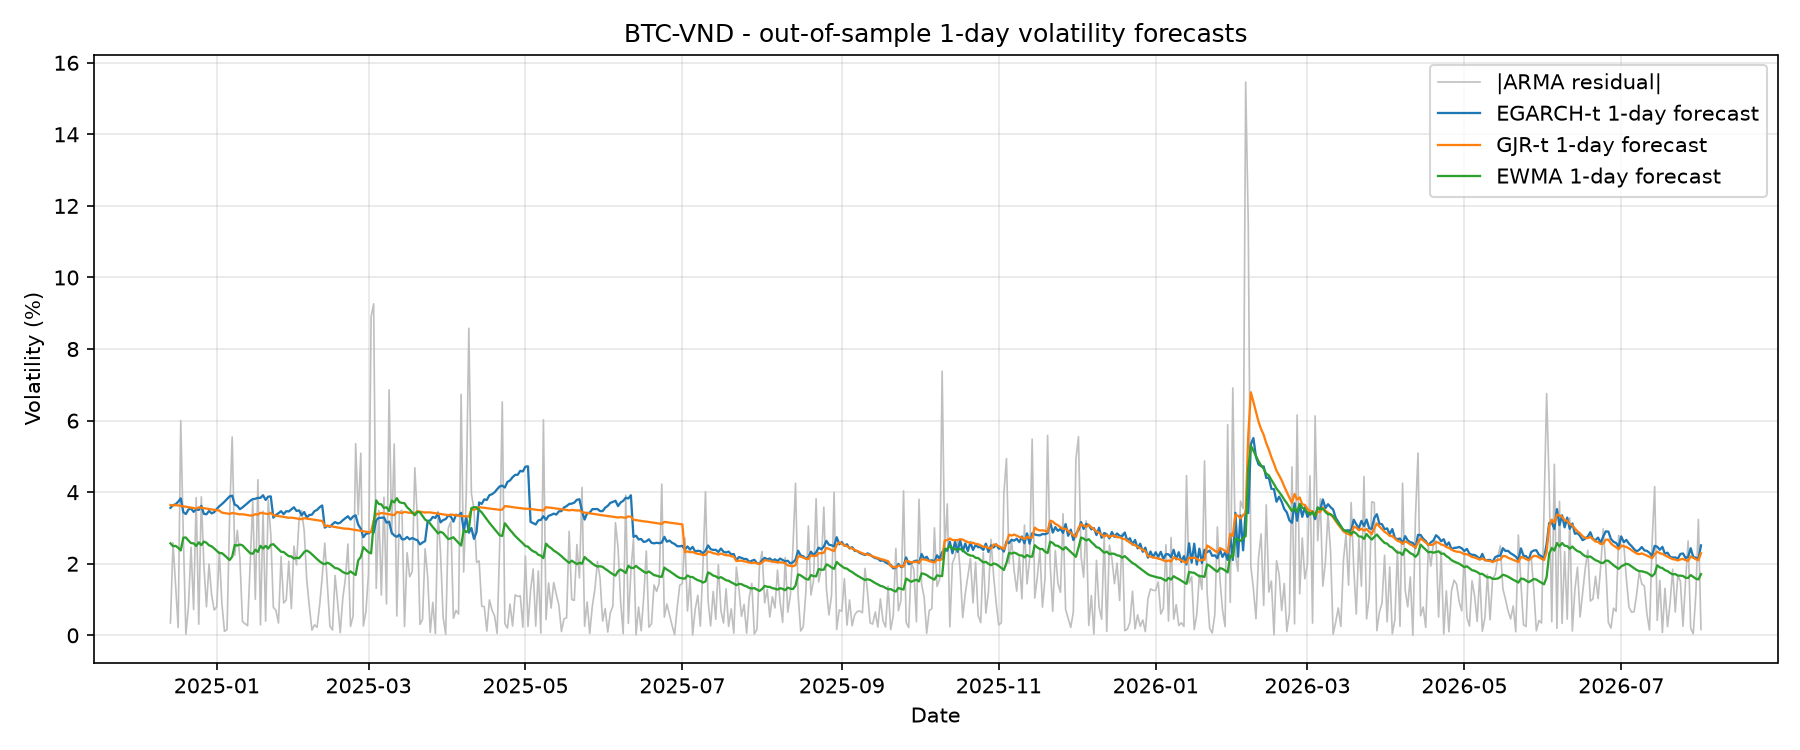 BTC-VND - out-of-sample 1-day volatility forecasts
|ARMA residual|
EGARCH-t 1-day forecast
GJR-t 1-day forecast
EWMA 1-day forecast
Volatility (%)
16
14
12
10
8
6
4
2
0
2025-01 2025-03 2025-05 2025-07 2025-09 2025-11 2026-01 2026-03 2026-05 2026-07
Date